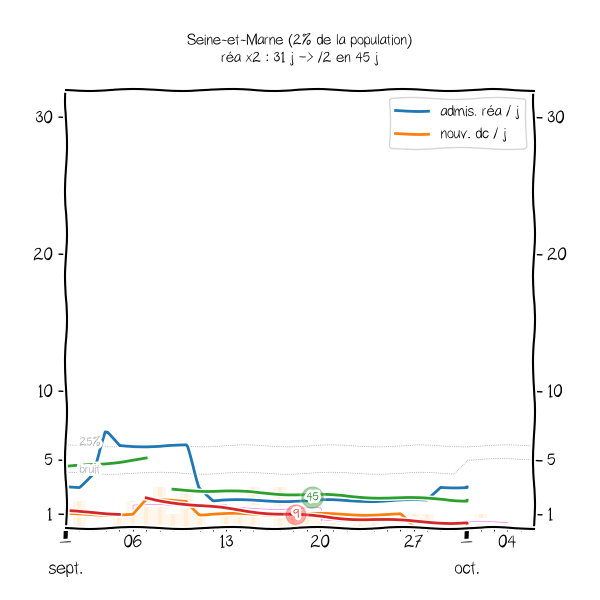 Seine-et-Marne (2% de la population)
réa x2 : 31 j -> /2 en 45 j
admis. réa / j
nouv. dc / j
30
30
20
20
10
10
25%
bruit
5
5
45
9
1
1
06
13
20
27
04
sept.
oct.